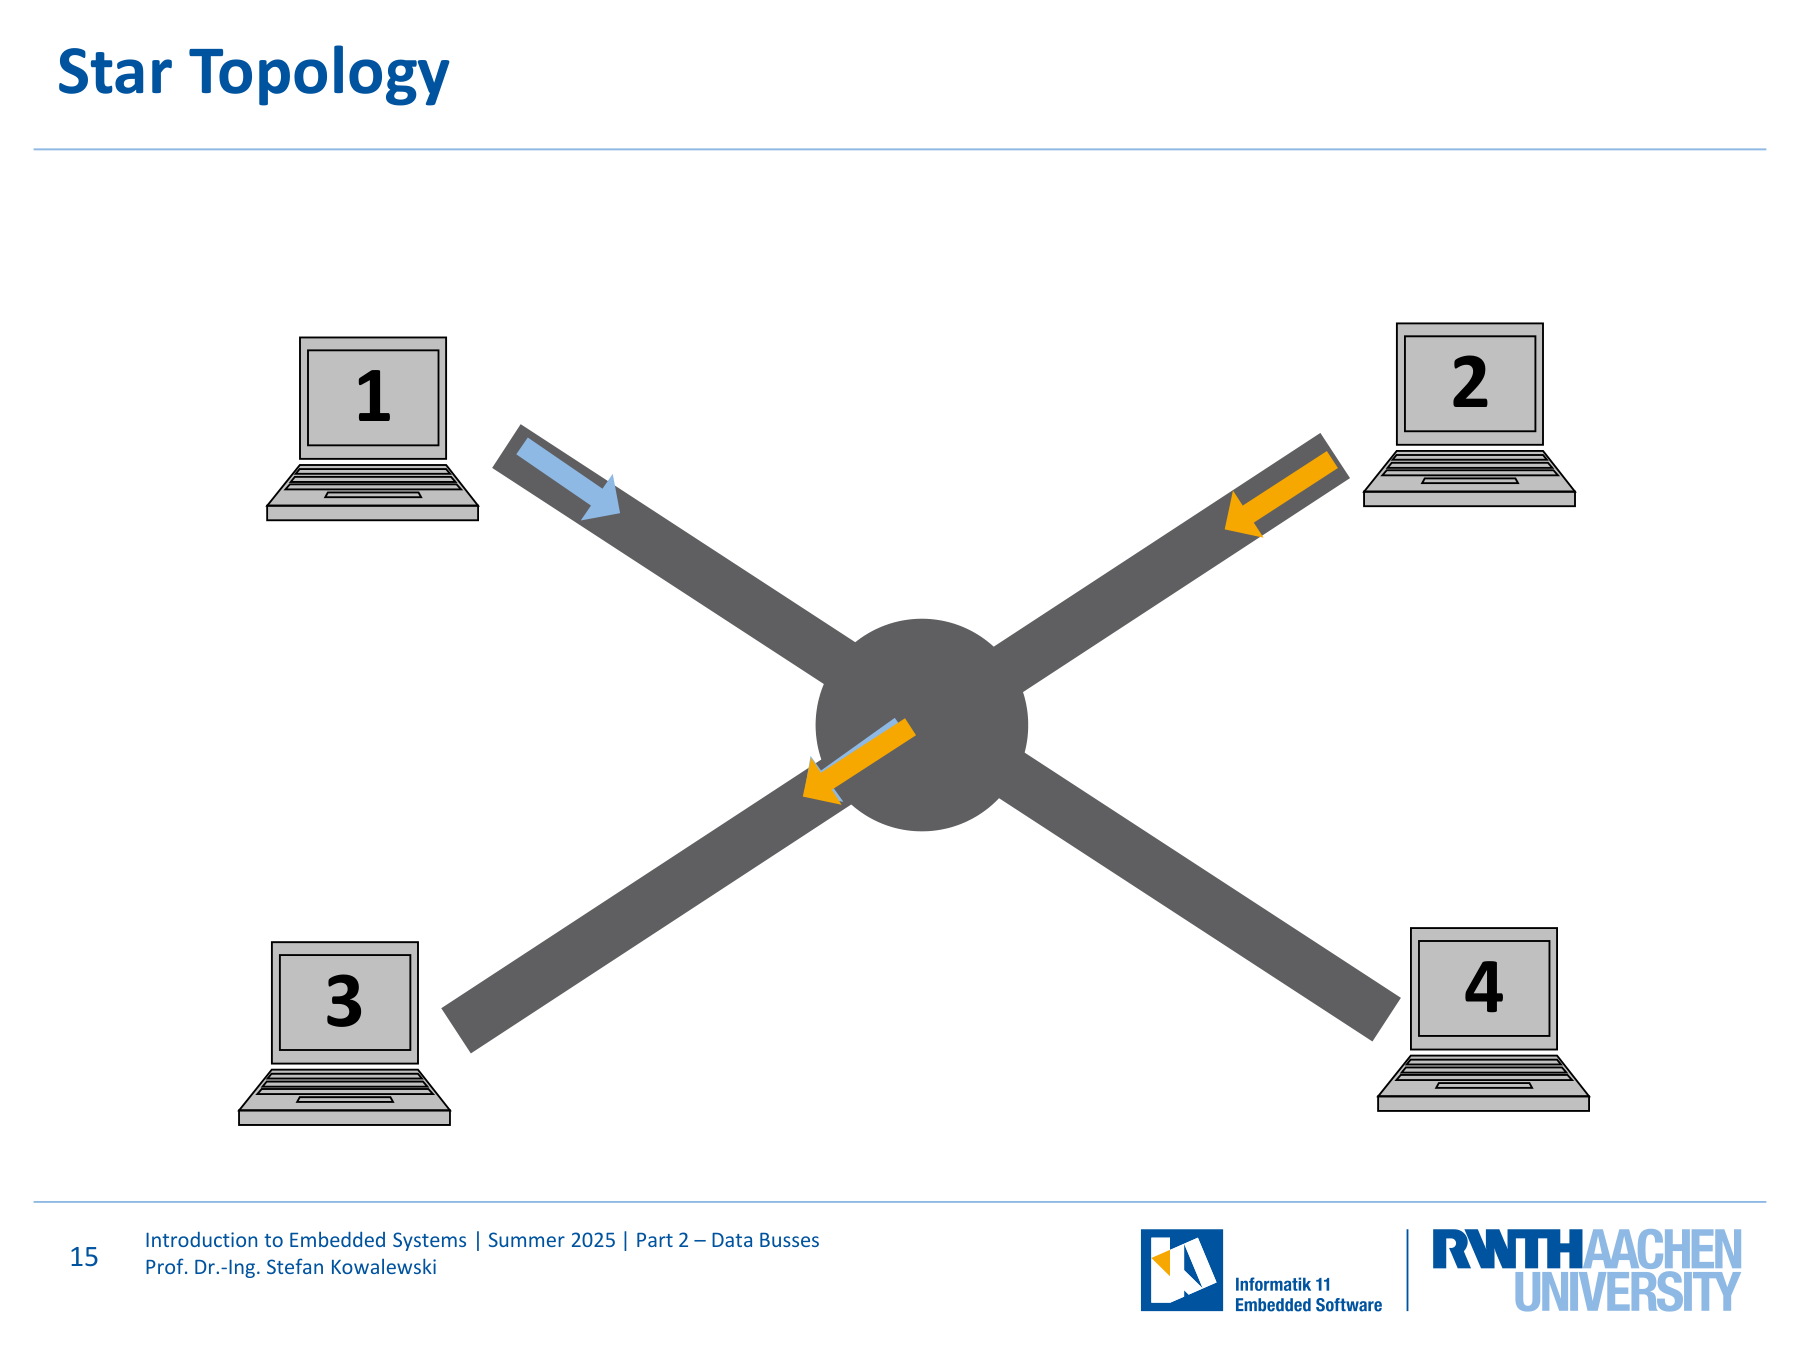 Star Topology
1
2
3
4
15
Introduction to Embedded Systems | Summer 2025 | Part 2 – Data Busses
Prof. Dr.-Ing. Stefan Kowalewski
Informatik 11
Embedded Software
RWTHAACHEN
UNIVERSITY